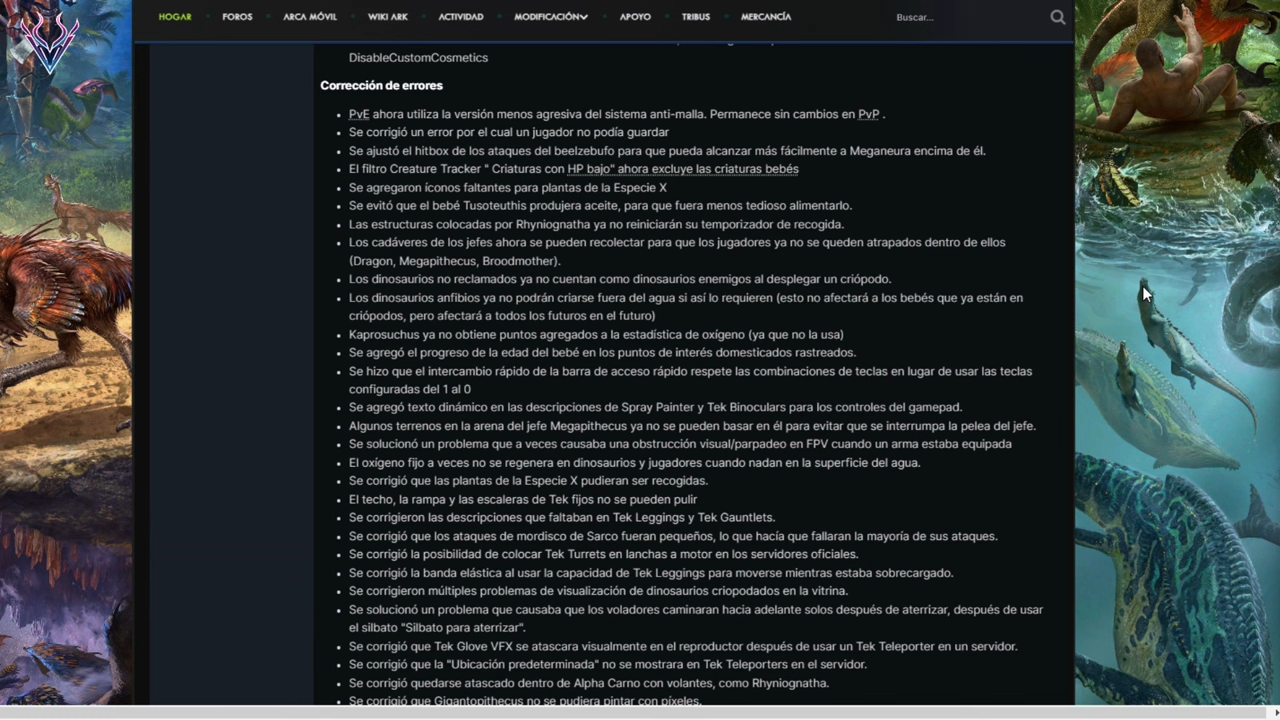 HOGAR
FOROS
ARCA MÓVIL
WIKI ARK
ACTIVIDAD
MODIFICACIÓN
APOYO
TRIBUS
MERCANCÍA
Buscar...
DisableCustomCosmetics
Corrección de errores
PvE ahora utiliza la versión menos agresiva del sistema anti-malla. Permanece sin cambios en PvP .
Se corrigió un error por el cual un jugador no podía guardar
Se ajustó el hitbox de los ataques del beelzebufo para que pueda alcanzar más fácilmente a Meganeura encima de él.
El filtro Creature Tracker " Criaturas con HP bajo" ahora excluye las criaturas bebés
Se agregaron íconos faltantes para plantas de la Especie X
Se evitó que el bebé Tusoteuthis produjera aceite, para que fuera menos tedioso alimentarlo.
Las estructuras colocadas por Rhyniognatha ya no reiniciarán su temporizador de recogida.
Los cadáveres de los jefes ahora se pueden recolectar para que los jugadores ya no se queden atrapados dentro de ellos
(Dragon, Megapithecus, Broodmother).
Los dinosaurios no reclamados ya no cuentan como dinosaurios enemigos al desplegar un criópodo.
Los dinosaurios anfibios ya no podrán criarse fuera del agua si así lo requieren (esto no afectará a los bebés que ya están en
criópodos, pero afectará a todos los futuros en el futuro)
Kaprosuchus ya no obtiene puntos agregados a la estadística de oxígeno (ya que no la usa)
Se agregó el progreso de la edad del bebé en los puntos de interés domesticados rastreados.
Se hizo que el intercambio rápido de la barra de acceso rápido respete las combinaciones de teclas en lugar de usar las teclas
configuradas del 1 al 0
Se agregó texto dinámico en las descripciones de Spray Painter y Tek Binoculars para los controles del gamepad.
Algunos terrenos en la arena del jefe Megapithecus ya no se pueden basar en él para evitar que se interrumpa la pelea del jefe.
Se solucionó un problema que a veces causaba una obstrucción visual/parpadeo en FPV cuando un arma estaba equipada
El oxígeno fijo a veces no se regenera en dinosaurios y jugadores cuando nadan en la superficie del agua.
Se corrigió que las plantas de la Especie X pudieran ser recogidas.
El techo, la rampa y las escaleras de Tek fijos no se pueden pulir
Se corrigieron las descripciones que faltaban en Tek Leggings y Tek Gauntlets.
Se corrigió que los ataques de mordisco de Sarco fueran pequeños, lo que hacía que fallaran la mayoría de sus ataques.
Se corrigió la posibilidad de colocar Tek Turrets en lanchas a motor en los servidores oficiales.
Se corrigió la banda elástica al usar la capacidad de Tek Leggings para moverse mientras estaba sobrecargado.
Se corrigieron múltiples problemas de visualización de dinosaurios criopodados en la vitrina.
Se solucionó un problema que causaba que los voladores caminaran hacia adelante solos después de aterrizar, después de usar
el silbato "Silbato para aterrizar".
Se corrigió que Tek Glove VFX se atascara visualmente en el reproductor después de usar un Tek Teleporter en un servidor.
Se corrigió que la "Ubicación predeterminada" no se mostrara en Tek Teleporters en el servidor.
Se corrigió quedarse atascado dentro de Alpha Carno con volantes, como Rhyniognatha.
Se corrigió que Gigantopithecus no se pudiera pintar con píxeles.